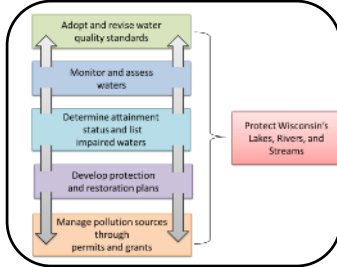 Adopt and revise water
quality standards
Monitor and assess
waters
Determine attainment
status and list
impaired waters
Develop protection
and restoration plans
Manage pollution sources
through
permits and grants
Protect Wisconsin's
Lakes, Rivers, and
Streams